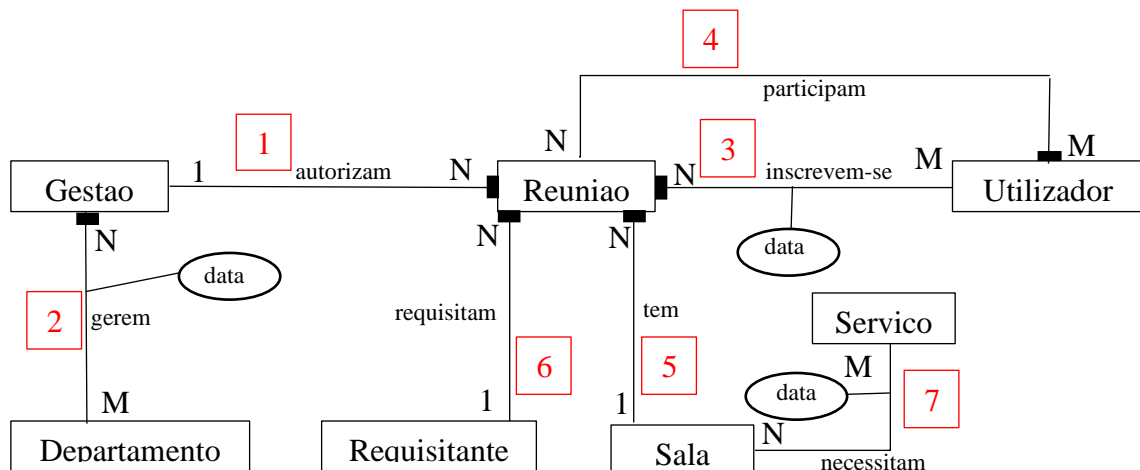 4
participam
N
1
3
M
M
Gestao
1
autorizam
N
Reuniao
N
inscrevem-se
Utilizador
N
N
N
data
data
2
gerem
requisitam
tem
Servico
6
5
M
data
7
M
1
1
N
Departamento
Requisitante
Sala
necessitam